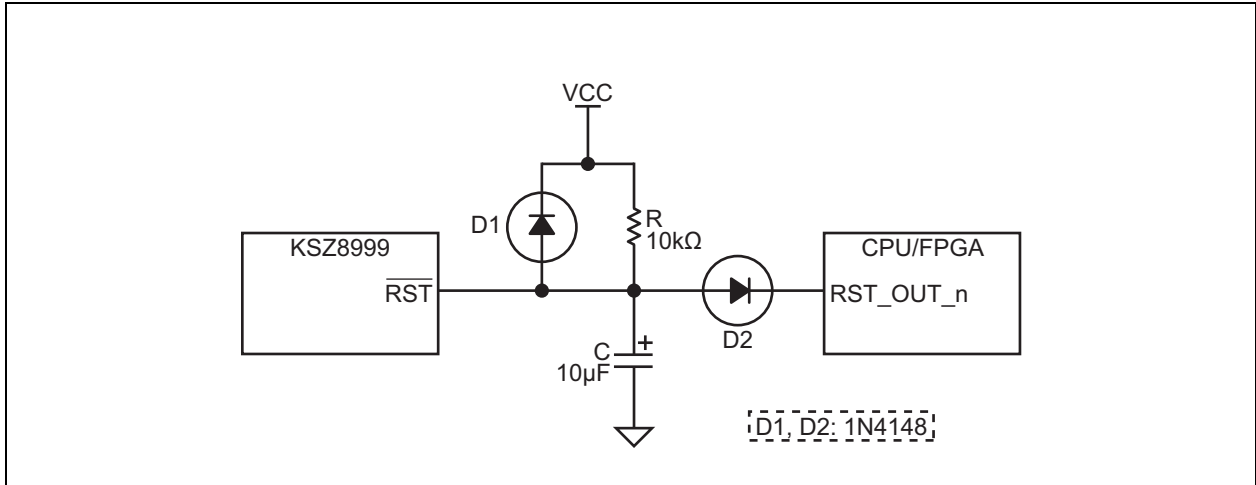 VCC
D1
R
10kΩ
KSZ8999
CPU/FPGA
RST
RST_OUT_n
D2
C
+
10µF
D1, D2: 1N4148